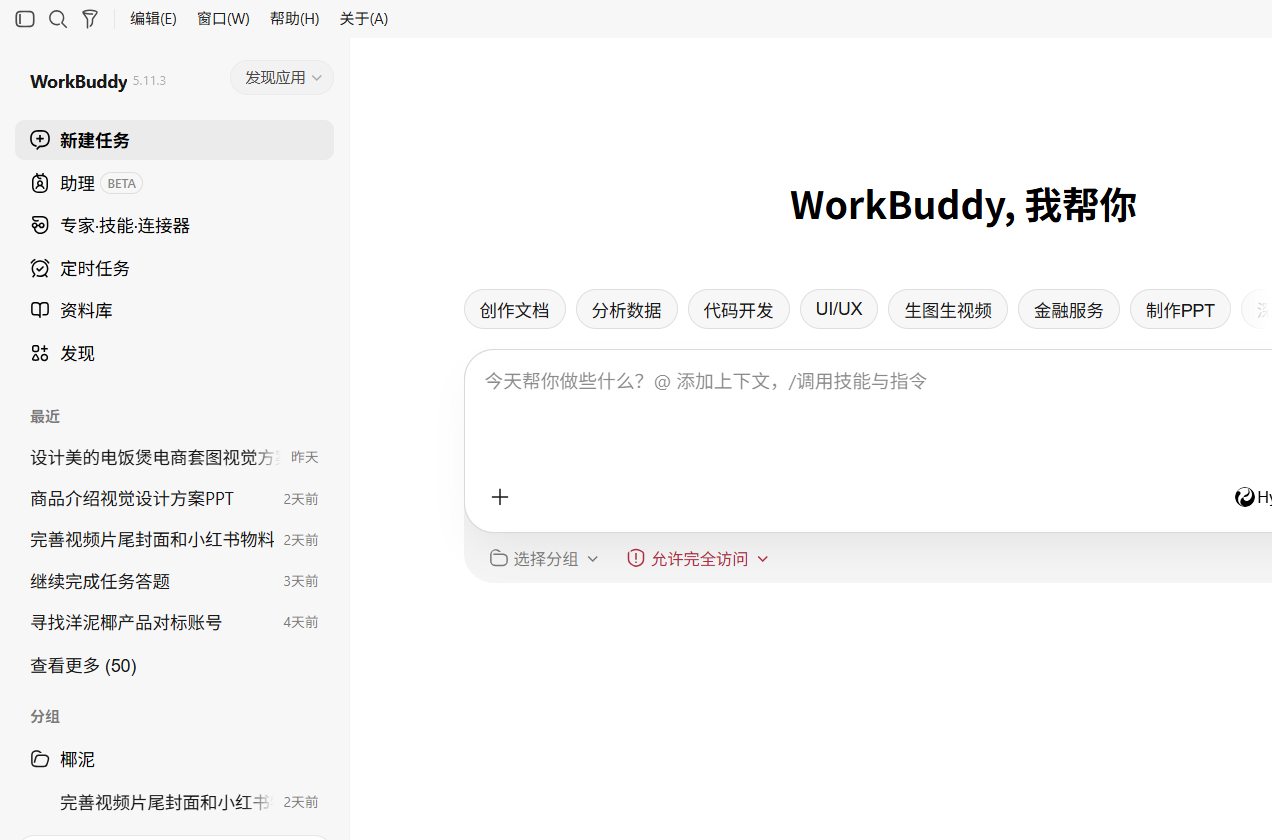 编辑(E) 窗口(W) 帮助(H) 关于(A)
WorkBuddy 5.11.3 发现应用
新建任务
助理 BETA
专家·技能·连接器
定时任务
资料库
发现
最近
设计美的电饭煲电商套图视觉方 昨天
商品介绍视觉设计方案PPT 2天前
完善视频片尾封面和小红书物料 2天前
继续完成任务答题 3天前
寻找洋泥椰产品对标账号 4天前
查看更多 (50)
分组
椰泥
完善视频片尾封面和小红书 2天前
WorkBuddy, 我帮你
创作文档 分析数据 代码开发 UI/UX 生图生视频 金融服务 制作PPT
今天帮你做些什么？@ 添加上下文，/调用技能与指令
Hy
选择分组 允许完全访问